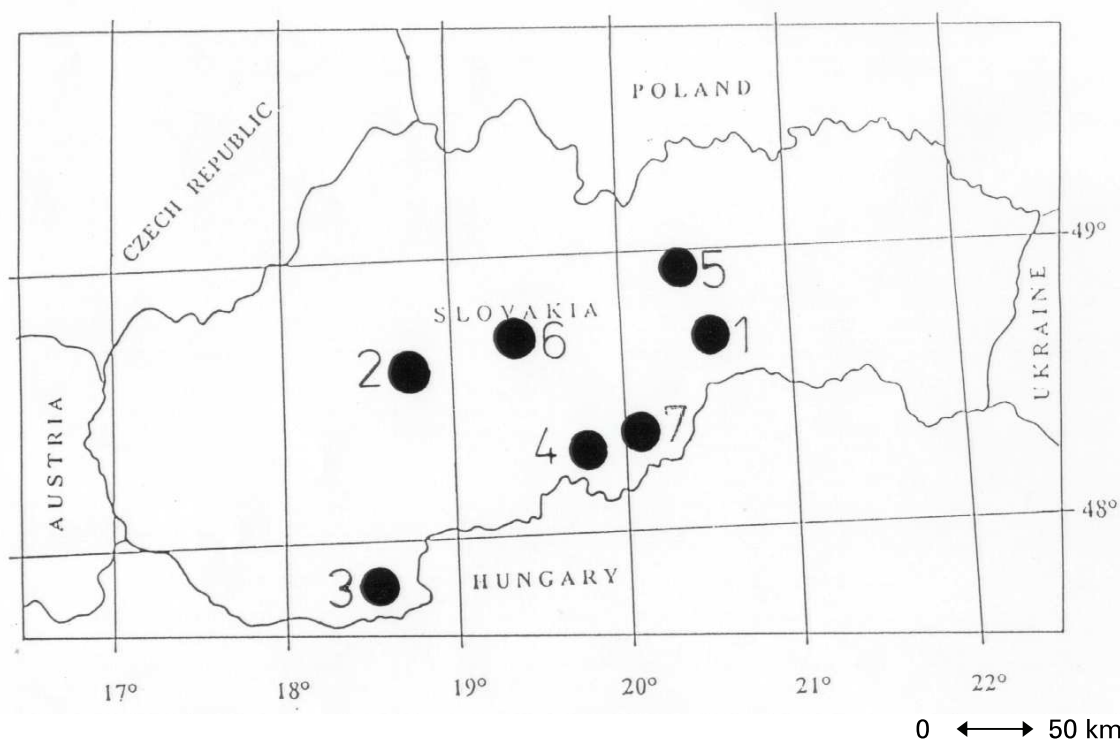 POLAND
CZECH REPUBLIC
49°
5
SLOVAKIA
1
6
2
UKRAINE
AUSTRIA
7
4
48°
3
HUNGARY
17° 18° 19° 20° 21° 22°
0 50 km